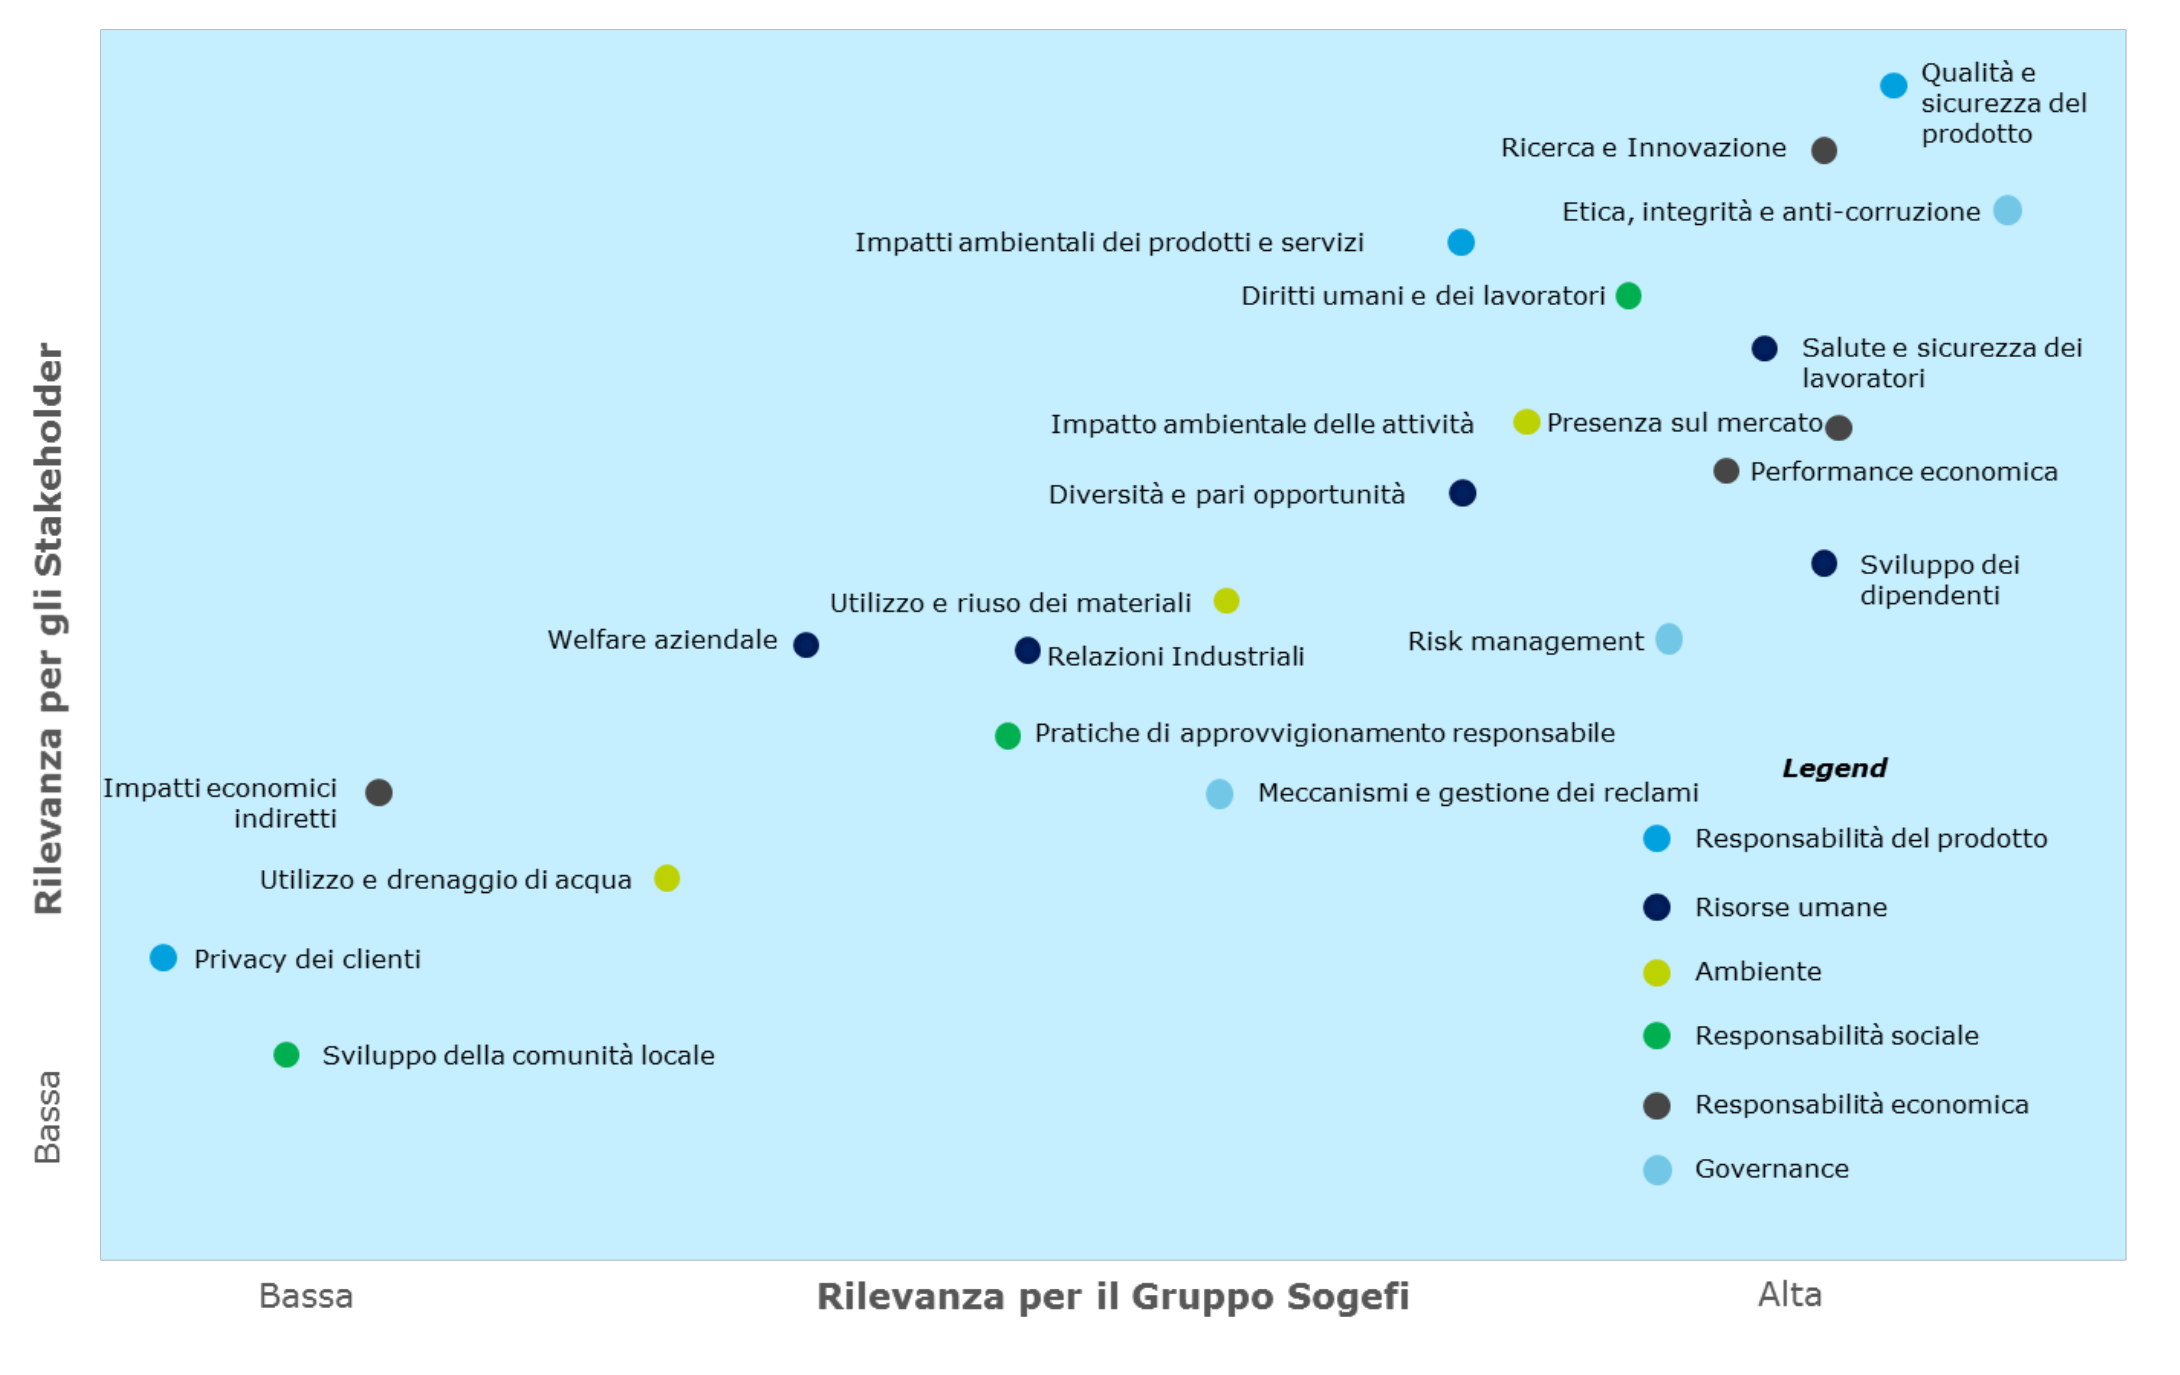 Qualità e
sicurezza del
prodotto
Ricerca e Innovazione
Etica, integrità e anti-corruzione
Impatti ambientali dei prodotti e servizi
Diritti umani e dei lavoratori
Salute e sicurezza dei
lavoratori
Impatto ambientale delle attività
Presenza sul mercato
Performance economica
Diversità e pari opportunità
Sviluppo dei
dipendenti
Utilizzo e riuso dei materiali
Welfare aziendale
Relazioni Industriali
Risk management
Pratiche di approvvigionamento responsabile
Impatti economici
indiretti
Meccanismi e gestione dei reclami
Utilizzo e drenaggio di acqua
Privacy dei clienti
Sviluppo della comunità locale
Legend
Responsabilità del prodotto
Risorse umane
Ambiente
Responsabilità sociale
Responsabilità economica
Governance
Rilevanza per gli Stakeholder
Bassa
Bassa
Rilevanza per il Gruppo Sogefi
Alta